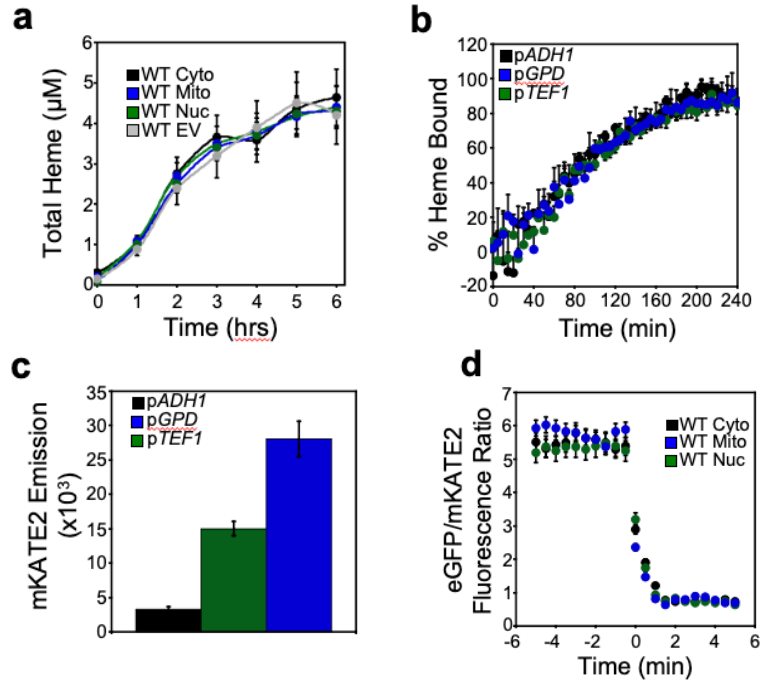 a
Total Heme (µM)
6
5
4
3
2
1
0
WT Cyto
WT Mito
WT Nuc
WT EV
0 1 2 3 4 5 6
Time (hrs)
b
% Heme Bound
120
100
80
60
40
20
0
-20
pADH1
pGPD
pTEF1
0 40 80 120 160 200 240
Time (min)
c
mKATE2 Emission
(x10³)
35
30
25
20
15
10
5
0
pADH1
pGPD
pTEF1
d
eGFP/mKATE2
Fluorescence Ratio
7
6
5
4
3
2
1
0
WT Cyto
WT Mito
WT Nuc
-6 -4 -2 0 2 4 6
Time (min)